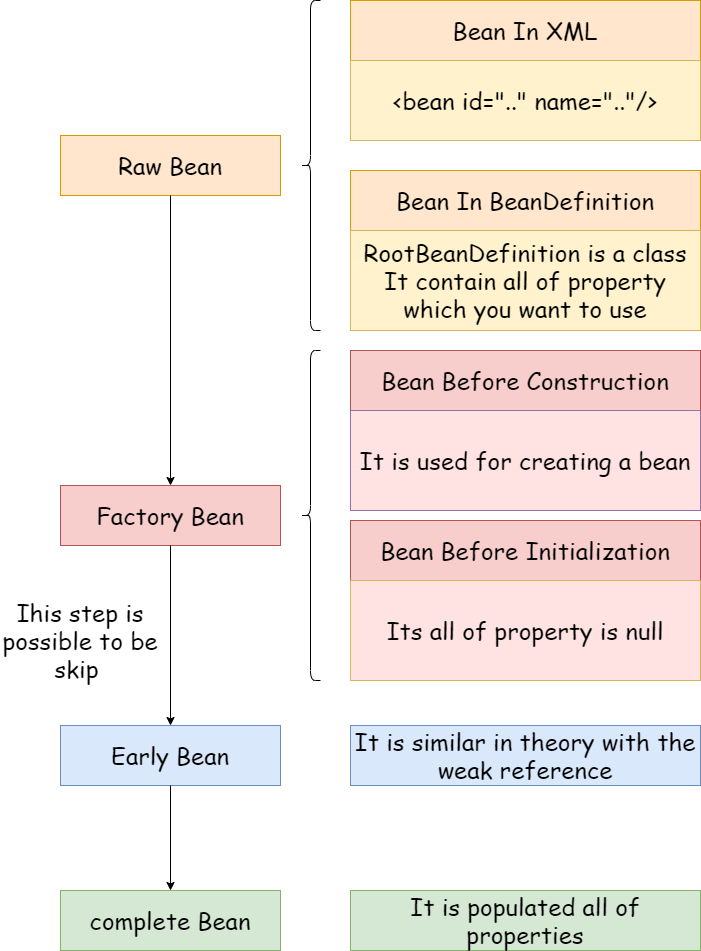 Bean In XML
<bean id=".." name=".."/>
Raw Bean
Bean In BeanDefinition
RootBeanDefinition is a class
It contain all of property
which you want to use
Bean Before Construction
It is used for creating a bean
Factory Bean
Bean Before Initialization
Its all of property is null
Ihis step is
possible to be
skip
Early Bean
It is similar in theory with the
weak reference
complete Bean
It is populated all of
properties